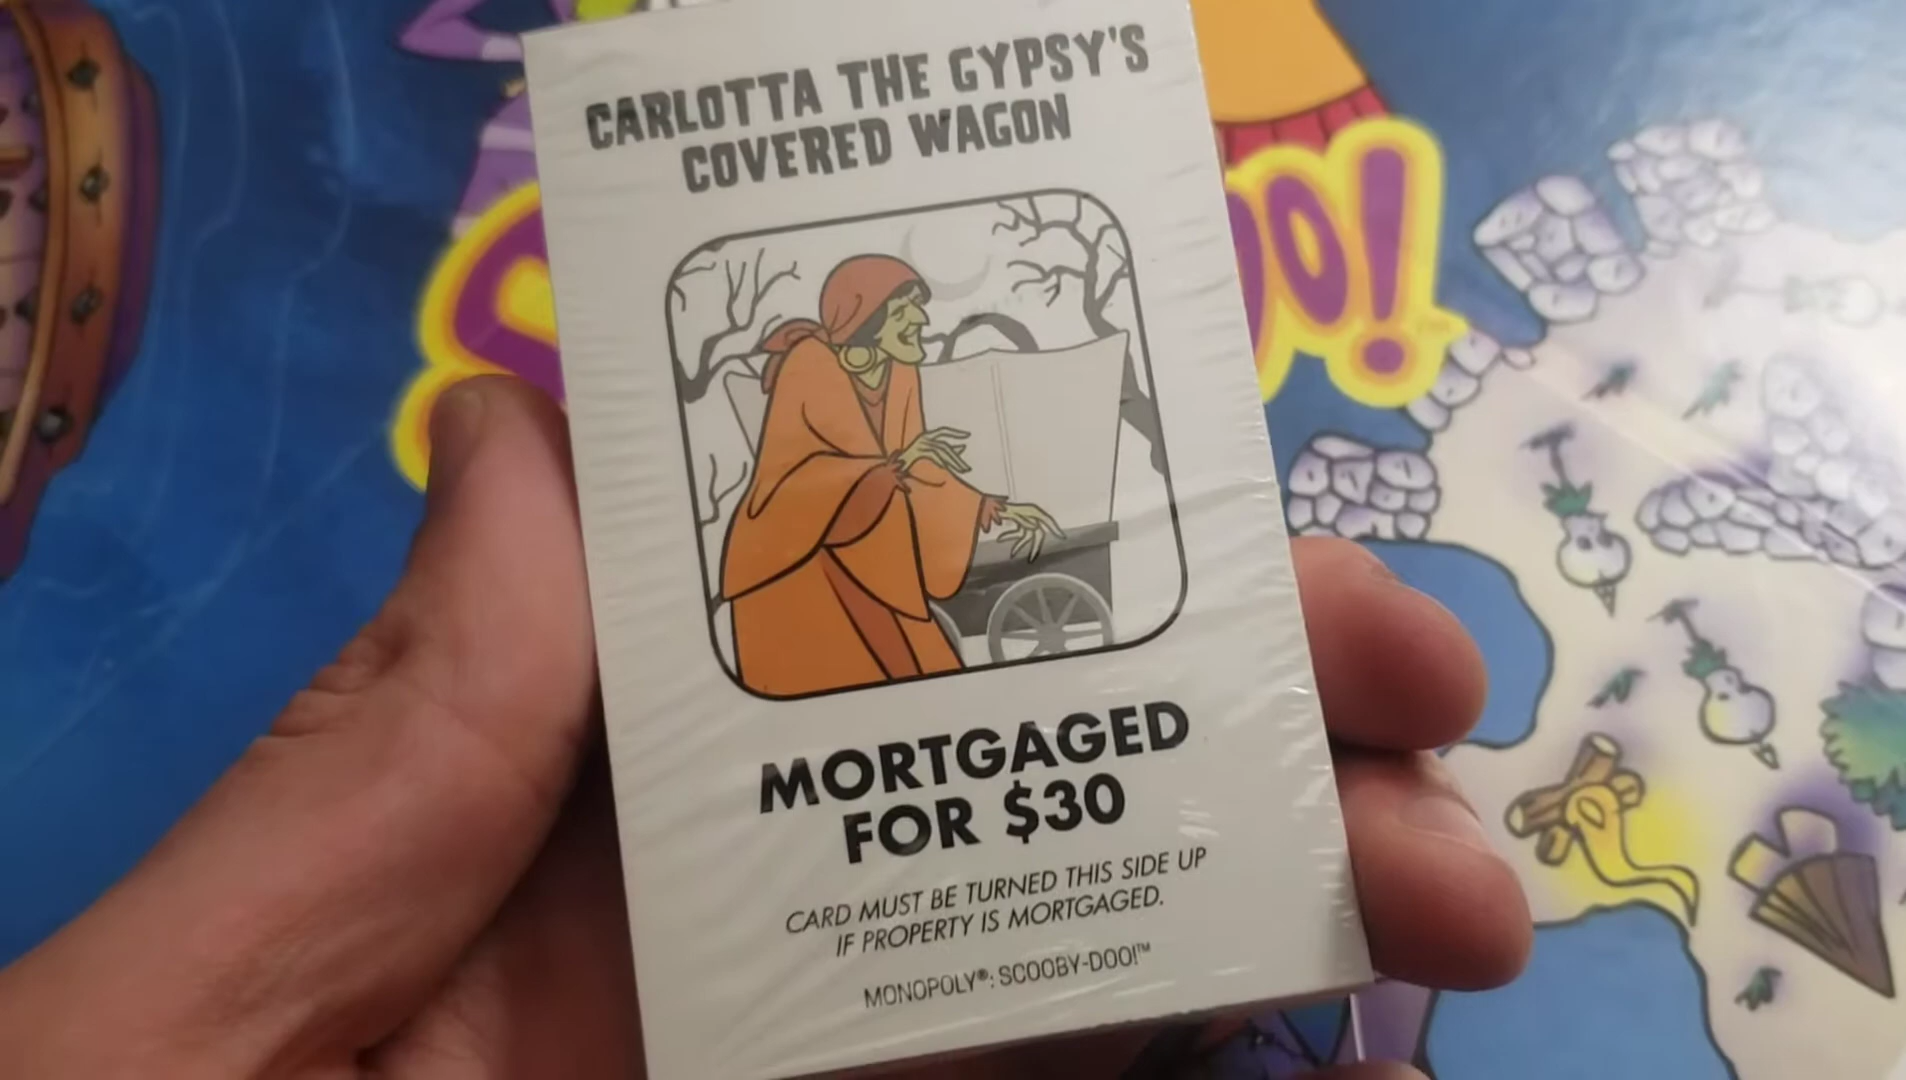 CARLOTTA THE GYPSY'S
COVERED WAGON
MORTGAGED
FOR $30
CARD MUST BE TURNED THIS SIDE UP
IF PROPERTY IS MORTGAGED.
MONOPOLY®: SCOOBY-DOO!™